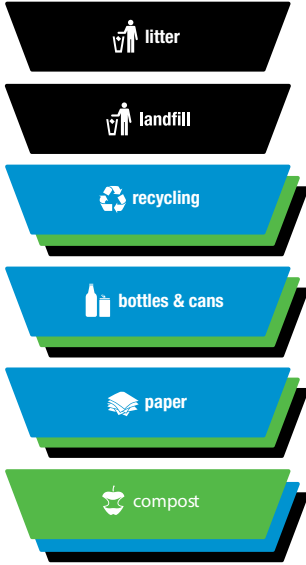 litter
landfill
recycling
bottles & cans
paper
compost